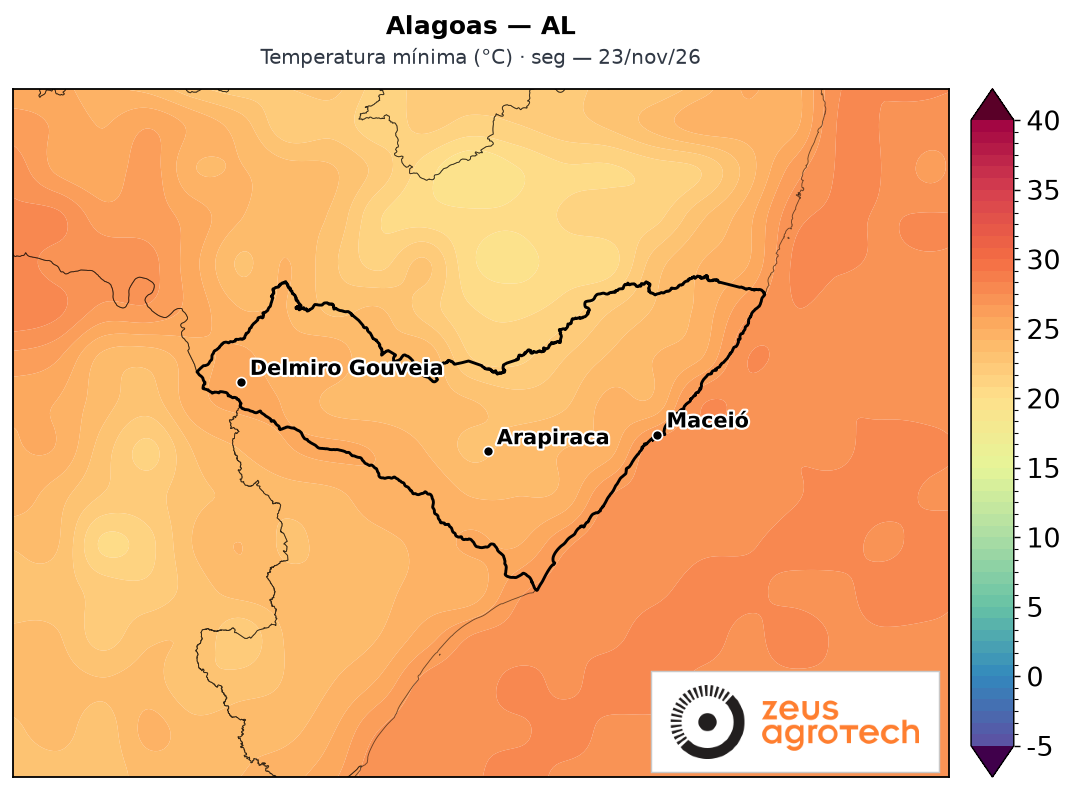 Alagoas — AL
Temperatura mínima (°C) · seg — 23/nov/26
Delmiro Gouveia
Arapiraca
Maceió
40
35
30
25
20
15
10
5
0
-5
zeus
agrotech